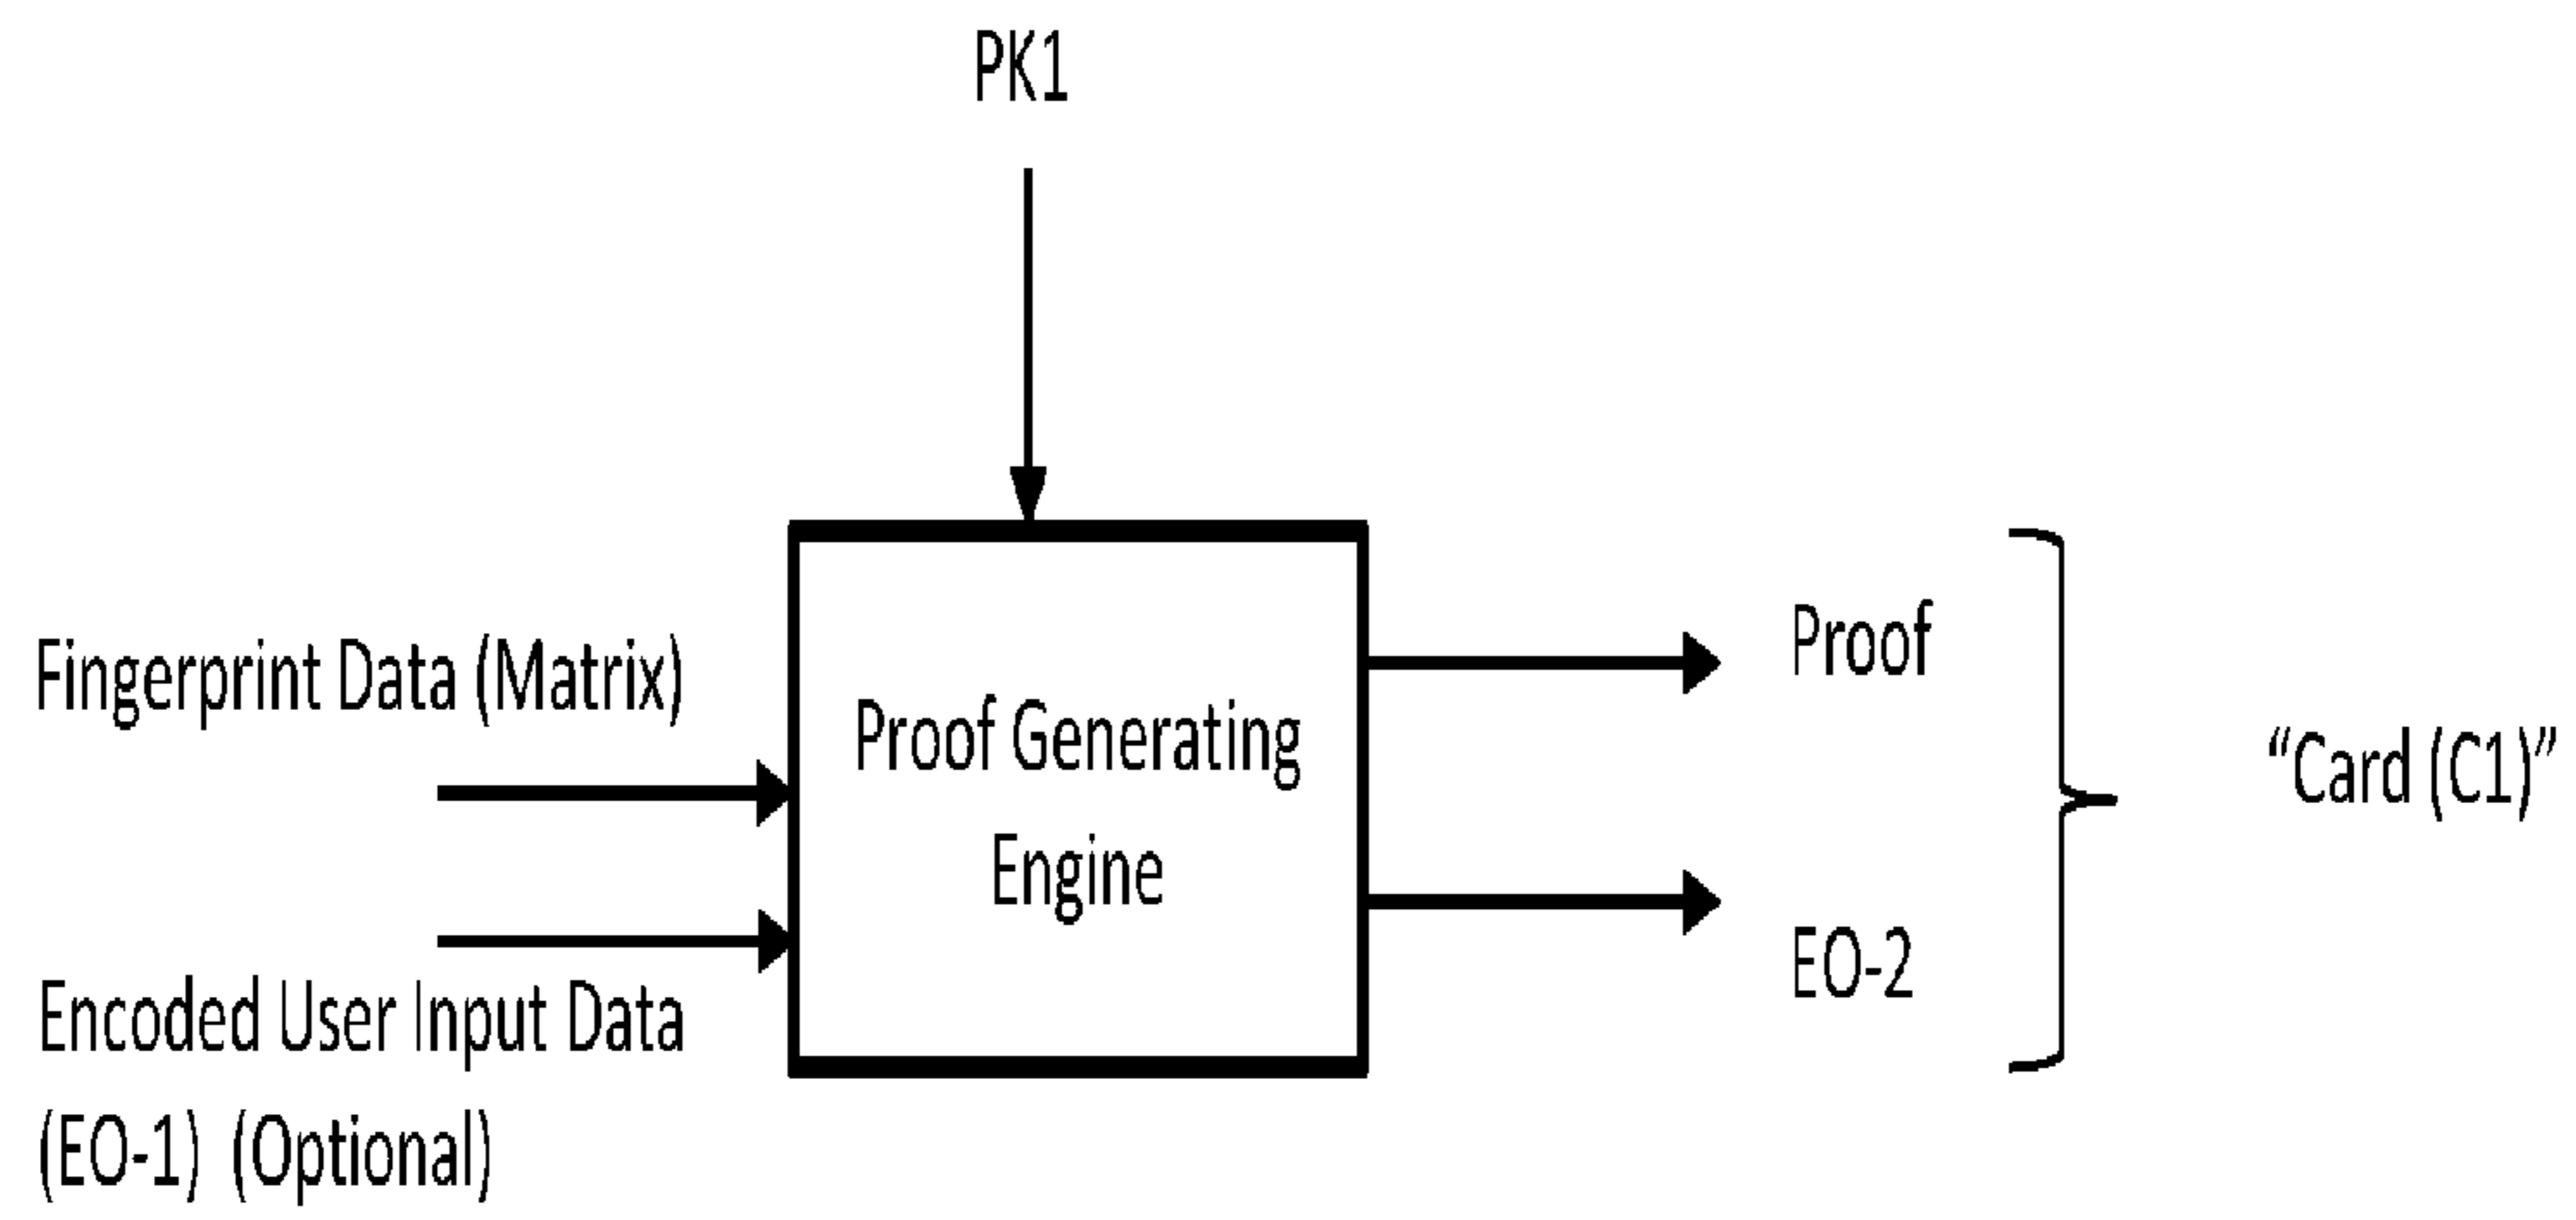 PK1
Fingerprint Data (Matrix)
Proof Generating
Engine
Encoded User Input Data
(EO-1) (Optional)
Proof
EO-2
“Card (C1)”